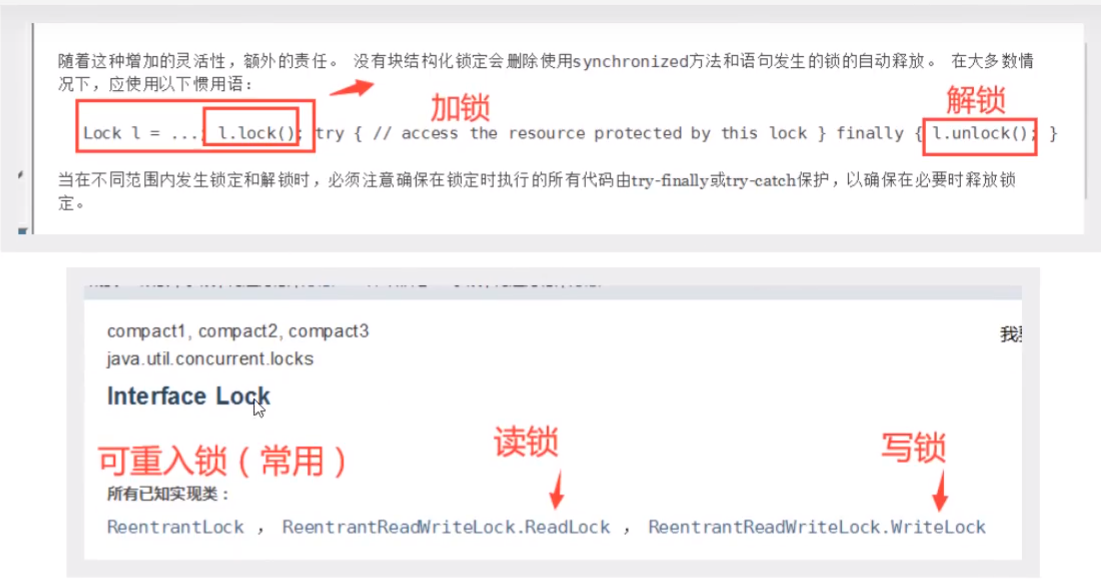 随着这种增加的灵活性，额外的责任。 没有块结构化锁定会删除使用synchronized方法和语句发生的锁的自动释放。 在大多数情
况下，应使用以下惯用语：
加锁
解锁
Lock l = ...; l.lock(); try { // access the resource protected by this lock } finally { l.unlock(); }
当在不同范围内发生锁定和解锁时，必须注意确保在锁定时执行的所有代码由try-finally或try-catch保护，以确保在必要时释放锁
定。
compact1, compact2, compact3
我
java.util.concurrent.locks
Interface Lock
可重入锁（常用）
读锁
写锁
所有已知实现类：
ReentrantLock ， ReentrantReadWriteLock.ReadLock ， ReentrantReadWriteLock.WriteLock